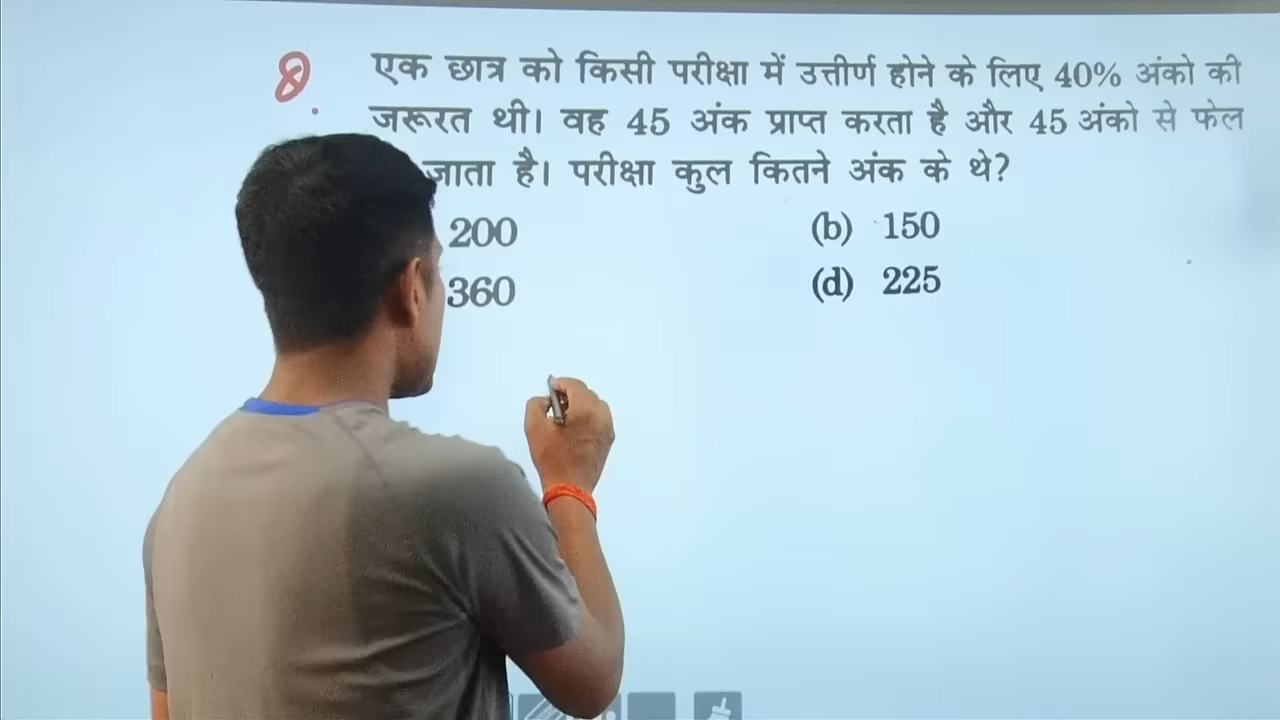 8. एक छात्र को किसी परीक्षा में उत्तीर्ण होने के लिए 40% अंको की
जरूरत थी। वह 45 अंक प्राप्त करता है और 45 अंको से फेल
जाता है। परीक्षा कुल कितने अंक के थे?
200 (b) 150
360 (d) 225